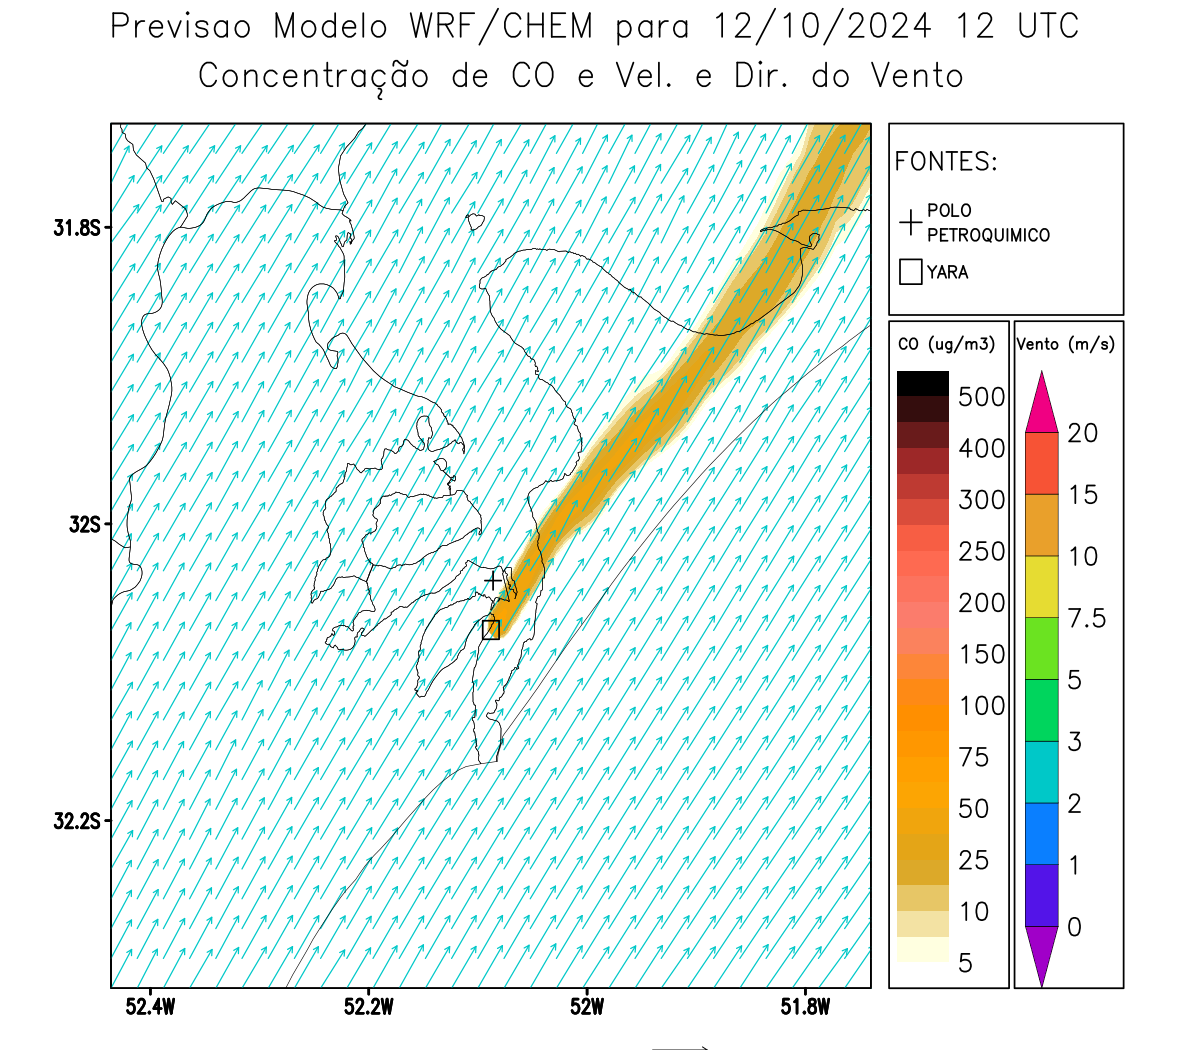 Previsao Modelo WRF/CHEM para 12/10/2024 12 UTC
Concentração de CO e Vel. e Dir. do Vento
FONTES:
POLO
PETROQUIMICO
YARA
31.8S
32S
32.2S
52.4W
52.2W
52W
51.8W
CO (ug/m3)
500
400
300
250
200
150
100
75
50
25
10
5
Vento (m/s)
20
15
10
7.5
5
3
2
1
0